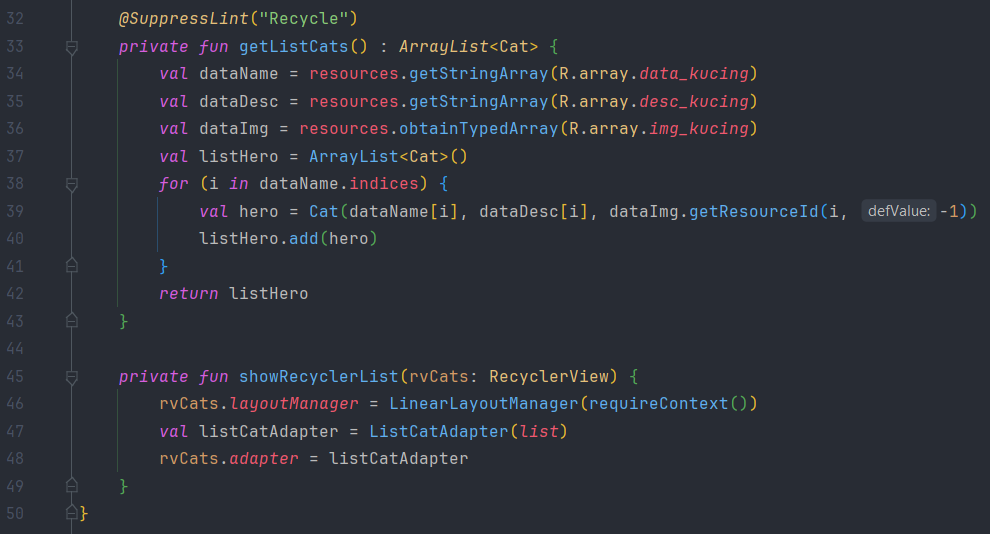 32 @SuppressLint("Recycle")
33 private fun getListCats() : ArrayList<Cat> {
34 val dataName = resources.getStringArray(R.array.data_kucing)
35 val dataDesc = resources.getStringArray(R.array.desc_kucing)
36 val dataImg = resources.obtainTypedArray(R.array.img_kucing)
37 val listHero = ArrayList<Cat>()
38 for (i in dataName.indices) {
39 val hero = Cat(dataName[i], dataDesc[i], dataImg.getResourceId(i, defValue: -1))
40 listHero.add(hero)
41 }
42 return listHero
43 }
44
45 private fun showRecyclerList(rvCats: RecyclerView) {
46 rvCats.layoutManager = LinearLayoutManager(requireContext())
47 val listCatAdapter = ListCatAdapter(list)
48 rvCats.adapter = listCatAdapter
49 }
50 }